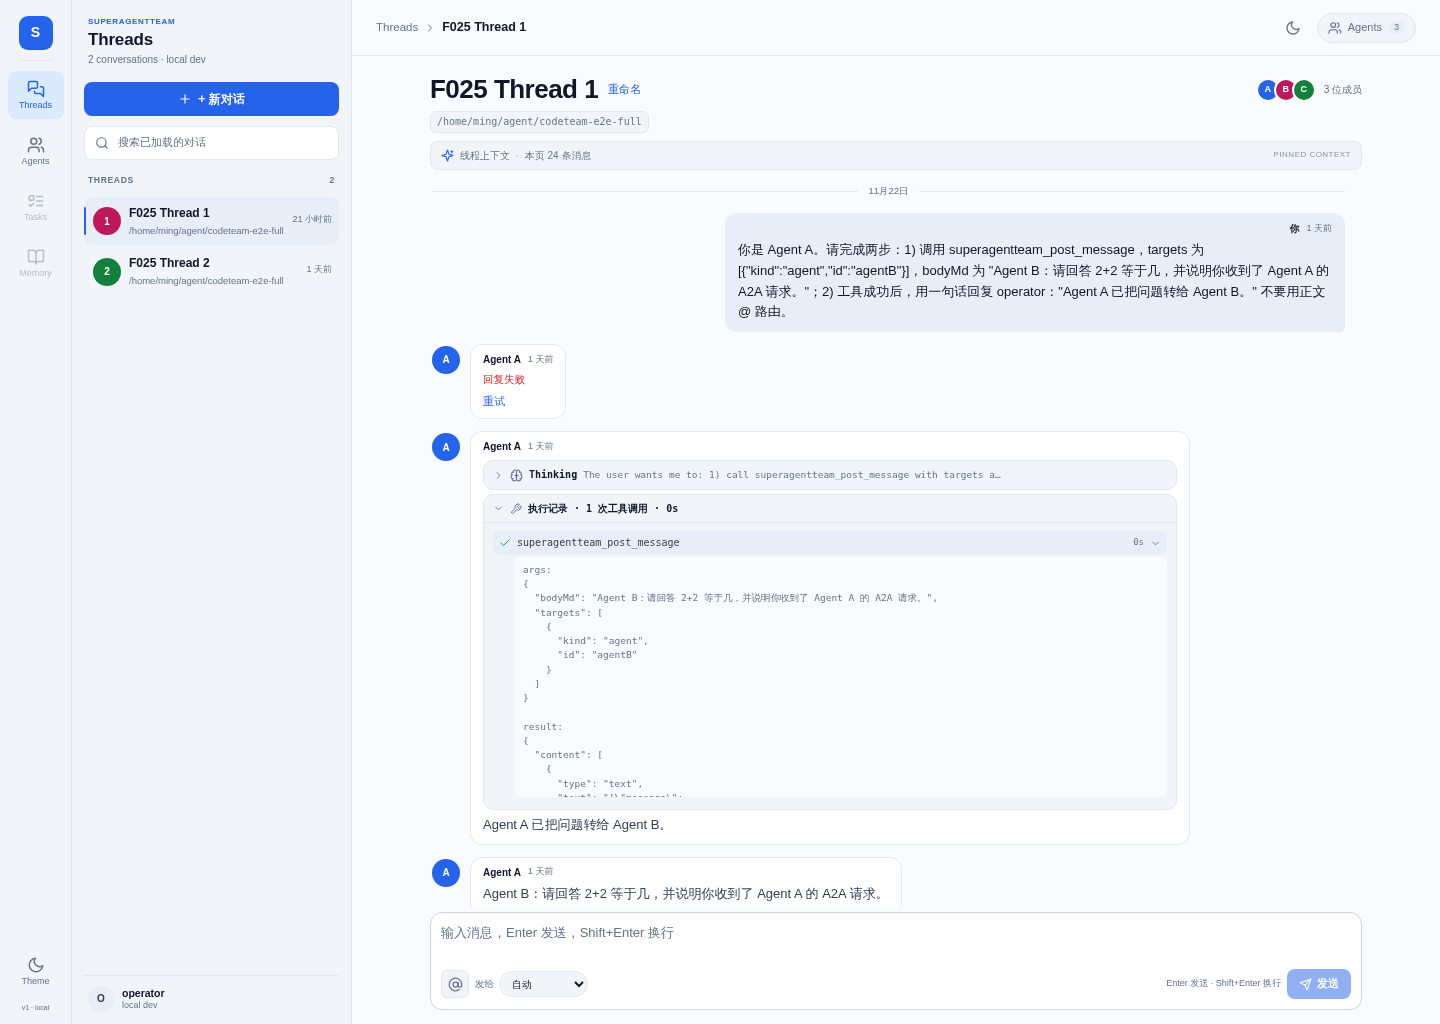 S
Threads
Agents
Tasks
Memory
Theme
v1 · local
SUPERAGENTTEAM
Threads
2 conversations · local dev
+ 新对话
搜索已加载的对话
THREADS 2
1 F025 Thread 1 21 小时前
/home/ming/agent/codeteam-e2e-full
2 F025 Thread 2 1 天前
/home/ming/agent/codeteam-e2e-full
O operator
local dev
Threads F025 Thread 1
Agents 3
F025 Thread 1 重命名
A B C 3 位成员
/home/ming/agent/codeteam-e2e-full
线程上下文 · 本页 24 条消息 PINNED CONTEXT
11月22日
你 1 天前
你是 Agent A。请完成两步：1) 调用 superagentteam_post_message，targets 为
[{"kind":"agent","id":"agentB"}]，bodyMd 为 "Agent B：请回答 2+2 等于几，并说明你收到了 Agent A 的
A2A 请求。"；2) 工具成功后，用一句话回复 operator："Agent A 已把问题转给 Agent B。" 不要用正文
@ 路由。
A Agent A 1 天前
回复失败
重试
A Agent A 1 天前
Thinking The user wants me to: 1) call superagentteam_post_message with targets a…
执行记录 · 1 次工具调用 · 0s
superagentteam_post_message 0s
args:
{
"bodyMd": "Agent B：请回答 2+2 等于几，并说明你收到了 Agent A 的 A2A 请求。",
"targets": [
{
"kind": "agent",
"id": "agentB"
}
]
}
result:
{
"content": [
{
"type": "text",
Agent A 已把问题转给 Agent B。
A Agent A 1 天前
Agent B：请回答 2+2 等于几，并说明你收到了 Agent A 的 A2A 请求。
输入消息，Enter 发送，Shift+Enter 换行
发给 自动 Enter 发送 · Shift+Enter 换行 发送